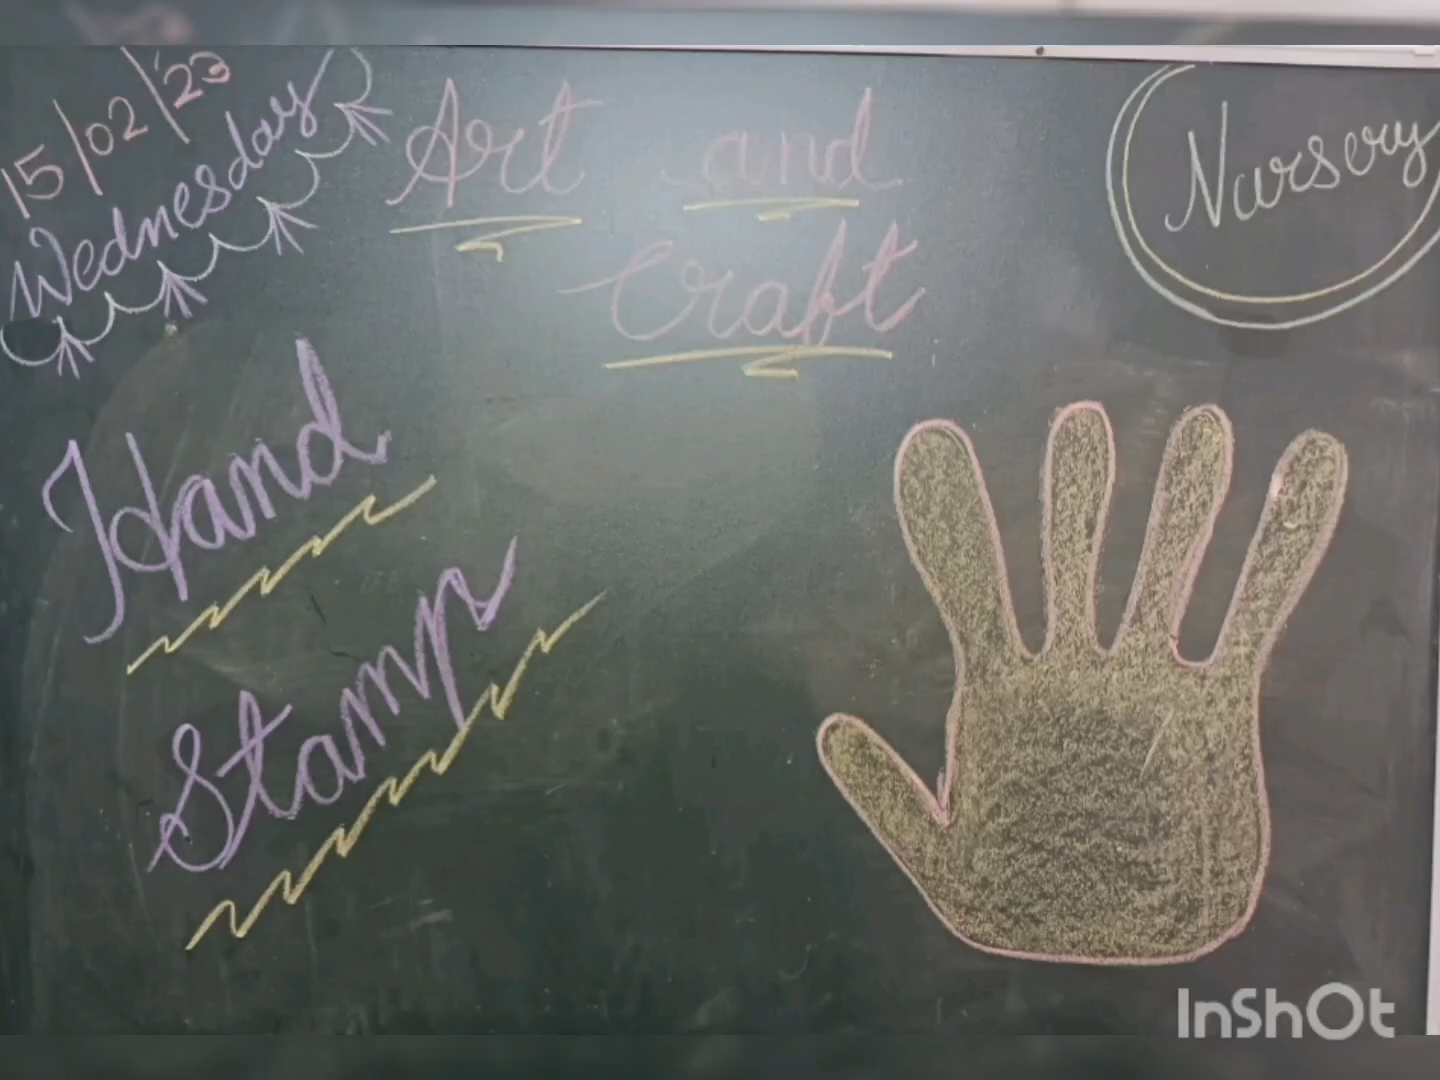 15/02/'23
Wednesday
Art and
Craft
Nursery
Hand
Stamp
InShOt